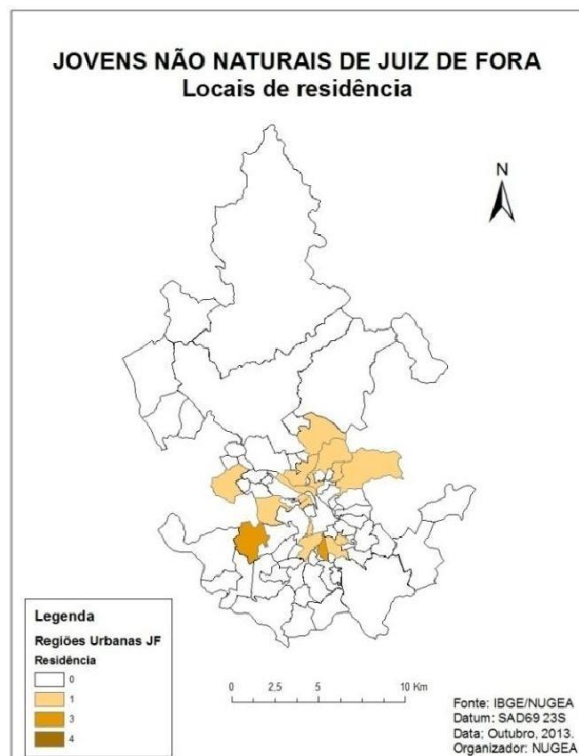 JOVENS NÃO NATURAIS DE JUIZ DE FORA
Locais de residência
N
Legenda
Regiões Urbanas JF
Residência
0
1
3
4
0 2,5 5 10 Km
Fonte: IBGE/NUGEA
Datum: SAD69 23S
Data; Outubro, 2013.
Organizador: NUGEA